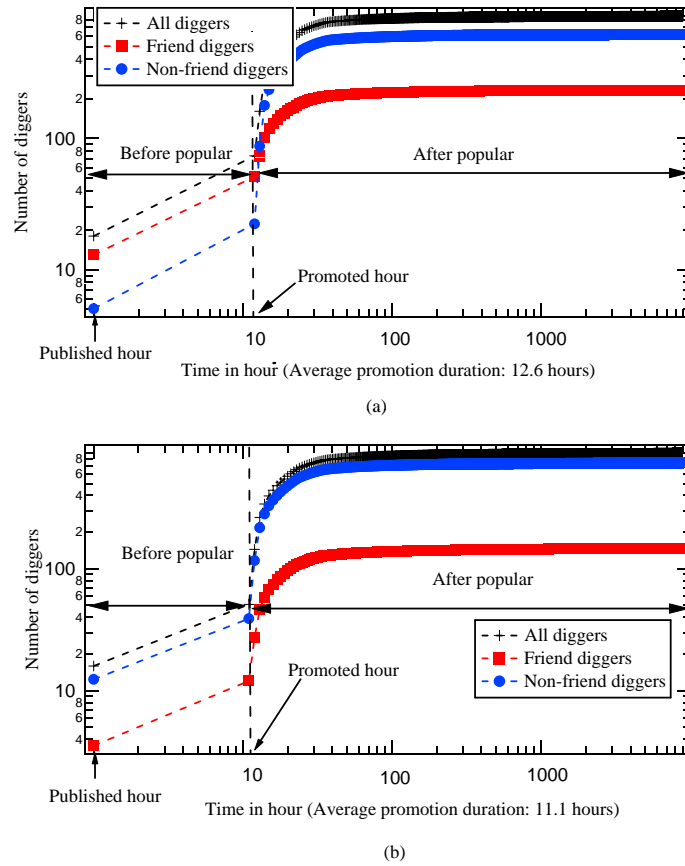 8
6
4
2
100
8
6
4
2
10
8
6
4
Number of diggers
All diggers
Friend diggers
Non-friend diggers
Before popular
After popular
Promoted hour
Published hour
10
100
1000
Time in hour (Average promotion duration: 12.6 hours)
(a)
8
6
4
2
100
8
6
4
2
10
8
6
4
Number of diggers
Before popular
After popular
All diggers
Friend diggers
Non-friend diggers
Promoted hour
Published hour
10
100
1000
Time in hour (Average promotion duration: 11.1 hours)
(b)